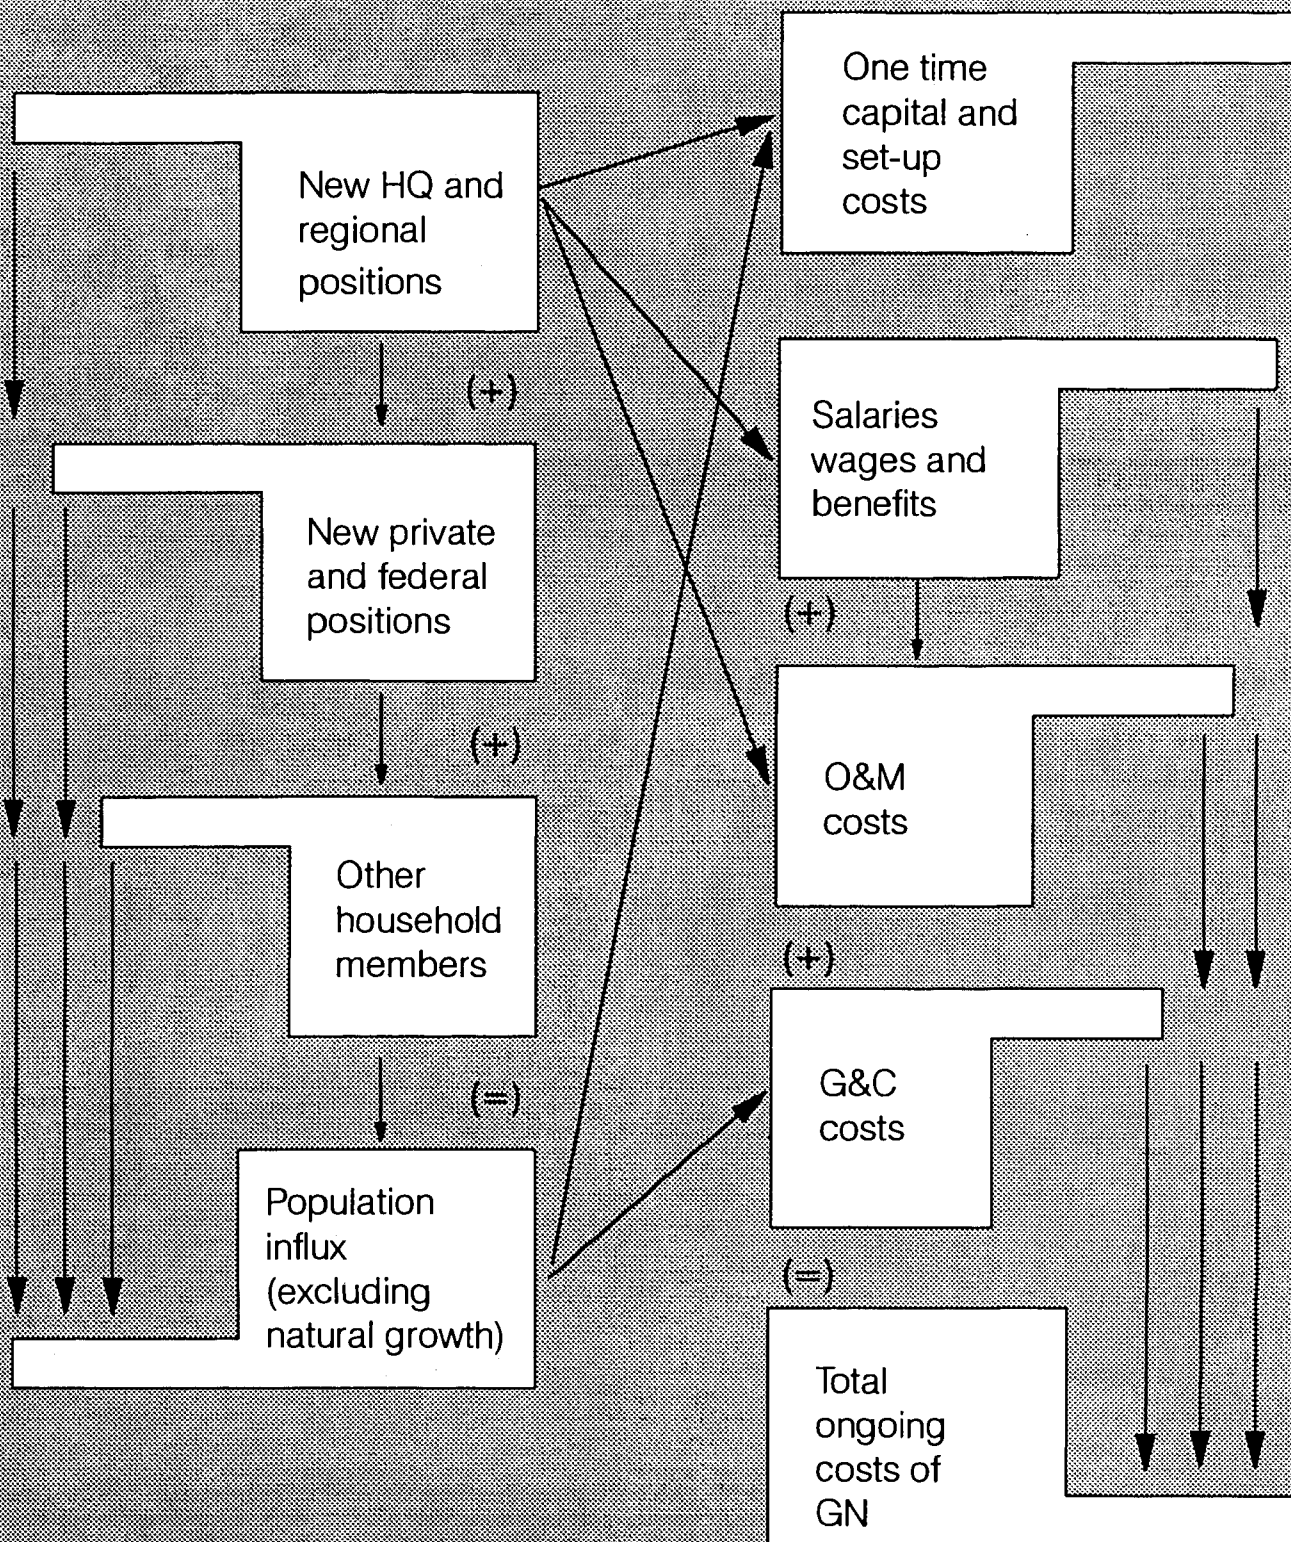 New HQ and
regional
positions
(+)
New private
and federal
positions
(+)
Other
household
members
(=)
Population
influx
(excluding
natural growth)
One time
capital and
set-up
costs
Salaries
wages and
benefits
(+)
O&M
costs
(+)
G&C
costs
(=)
Total
ongoing
costs of
GN